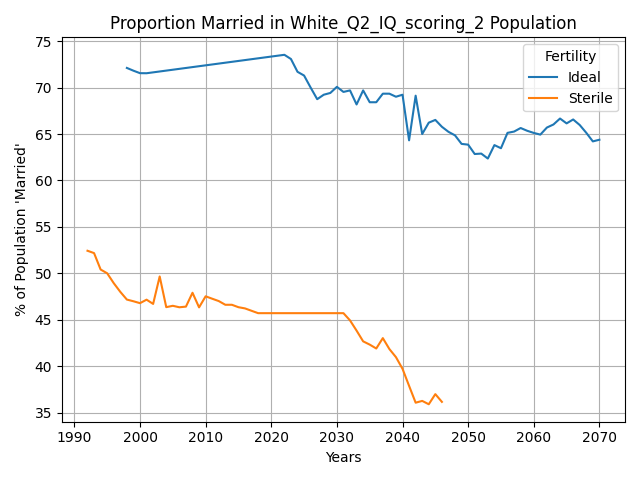 Proportion Married in White_Q2_IQ_scoring_2 Population
Fertility
Ideal
Sterile
% of Population 'Married'
75
70
65
60
55
50
45
40
35
1990 2000 2010 2020 2030 2040 2050 2060 2070
Years